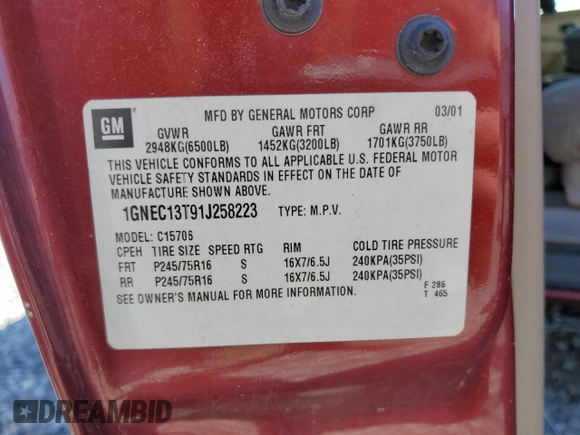 GM
MFD BY GENERAL MOTORS CORP 03/01
GVWR GAWR FRT GAWR RR
2948KG(6500LB) 1452KG(3200LB) 1701KG(3750LB)
THIS VEHICLE CONFORMS TO ALL APPLICABLE U.S. FEDERAL MOTOR
VEHICLE SAFETY STANDARDS IN EFFECT ON THE DATE OF
MANUFACTURE SHOWN ABOVE.
1GNEC13T91J258223 TYPE: M.P.V.
MODEL: C15706
CPEH TIRE SIZE SPEED RTG RIM COLD TIRE PRESSURE
FRT P245/75R16 S 16X7/6.5J 240KPA(35PSI)
RR P245/75R16 S 16X7/6.5J 240KPA(35PSI)
SEE OWNER'S MANUAL FOR MORE INFORMATION.
F 286
T 465
DREAMBID